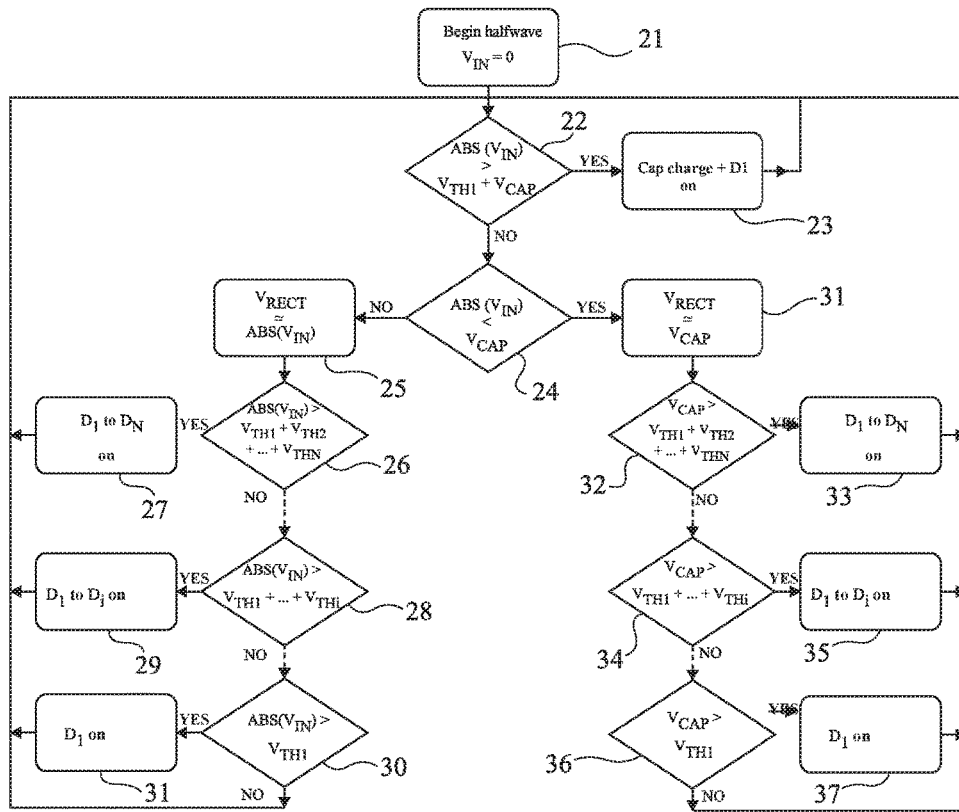 Begin halfwave
V_IN = 0
21
22
ABS (V_IN)
>
V_TH1 + V_CAP
YES
Cap charge + D1
on
23
NO
V_RECT
≃
ABS(V_IN)
25
NO
ABS (V_IN)
<
V_CAP
24
YES
V_RECT
≃
V_CAP
31
D_1 to D_N
on
27
YES
ABS(V_IN) >
V_TH1 + V_TH2
+ ... + V_THN
26
NO
V_CAP >
V_TH1 + V_TH2
+ ... + V_THN
32
YES
D_1 to D_N
on
33
NO
D_1 to D_i on
29
YES
ABS(V_IN) >
V_TH1 + ... + V_THi
28
NO
V_CAP >
V_TH1 + ... + V_THi
34
YES
D_1 to D_i on
35
NO
D_1 on
31
YES
ABS(V_IN) >
V_TH1
30
NO
V_CAP >
V_TH1
36
YES
D_1 on
37
NO